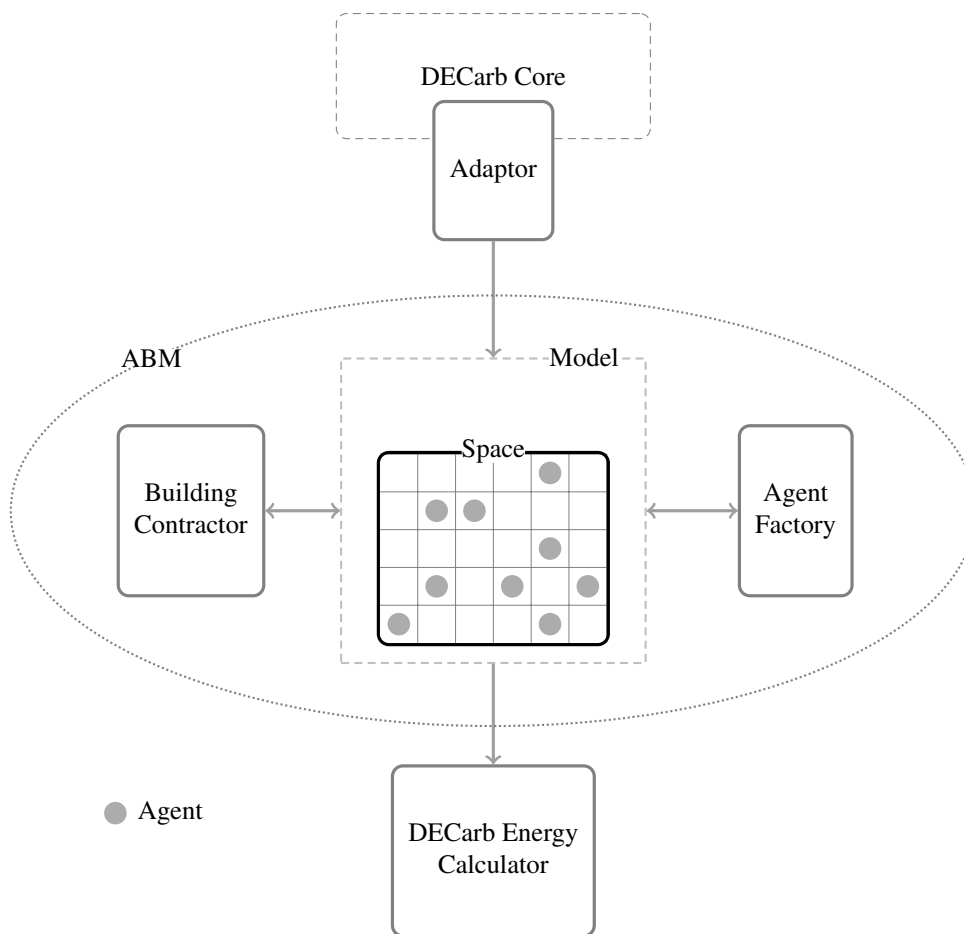 DECarb Core
Adaptor
ABM
Model
Space
Building
Contractor
Agent
Factory
Agent
DECarb Energy
Calculator